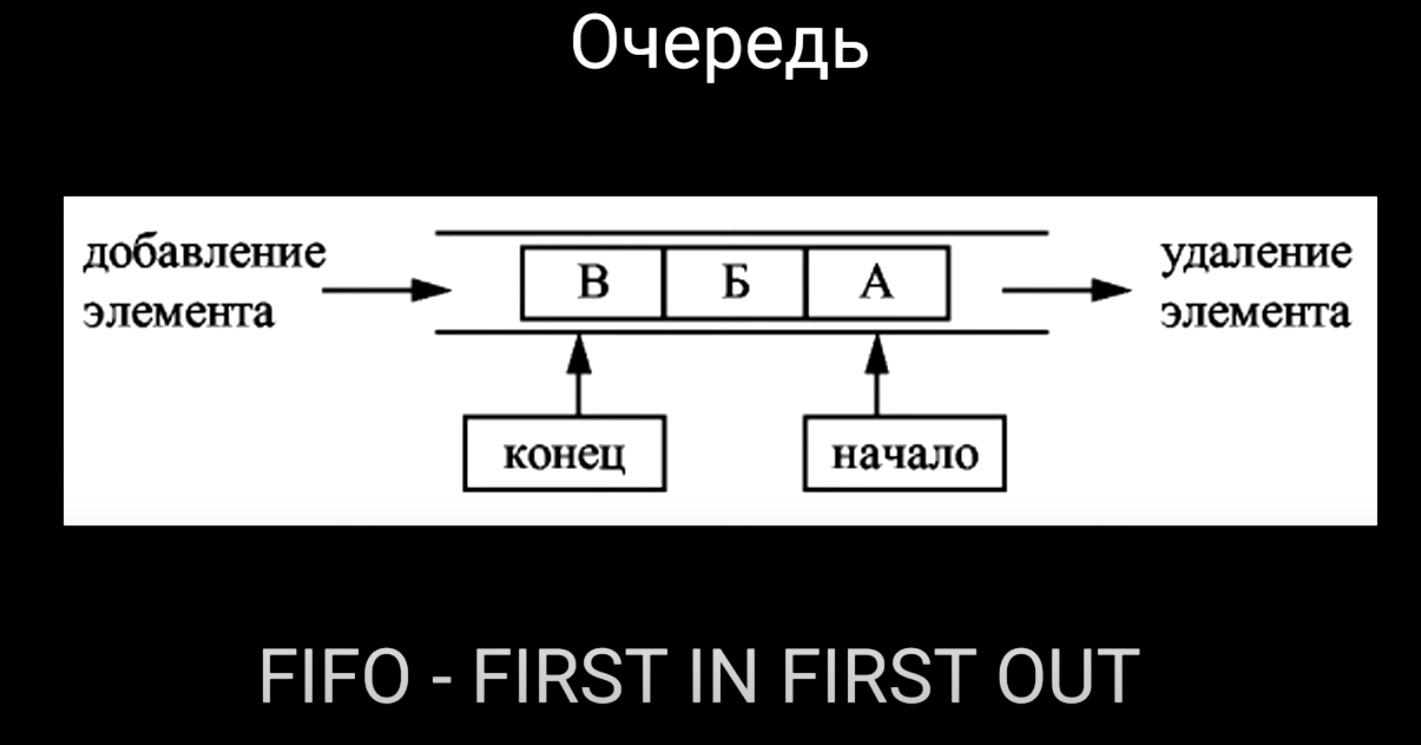 Очередь
добавление
элемента
В Б А
удаление
элемента
конец
начало
FIFO - FIRST IN FIRST OUT